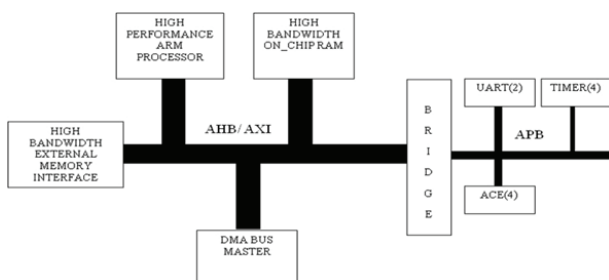 HIGH
PERFORMANCE
ARM
PROCESSOR
HIGH
BANDWIDTH
ON_CHIP RAM
AHB/ AXI
HIGH
BANDWIDTH
EXTERNAL
MEMORY
INTERFACE
DMA BUS
MASTER
B
R
I
D
G
E
UART(2)
TIMER(4)
APB
ACE(4)